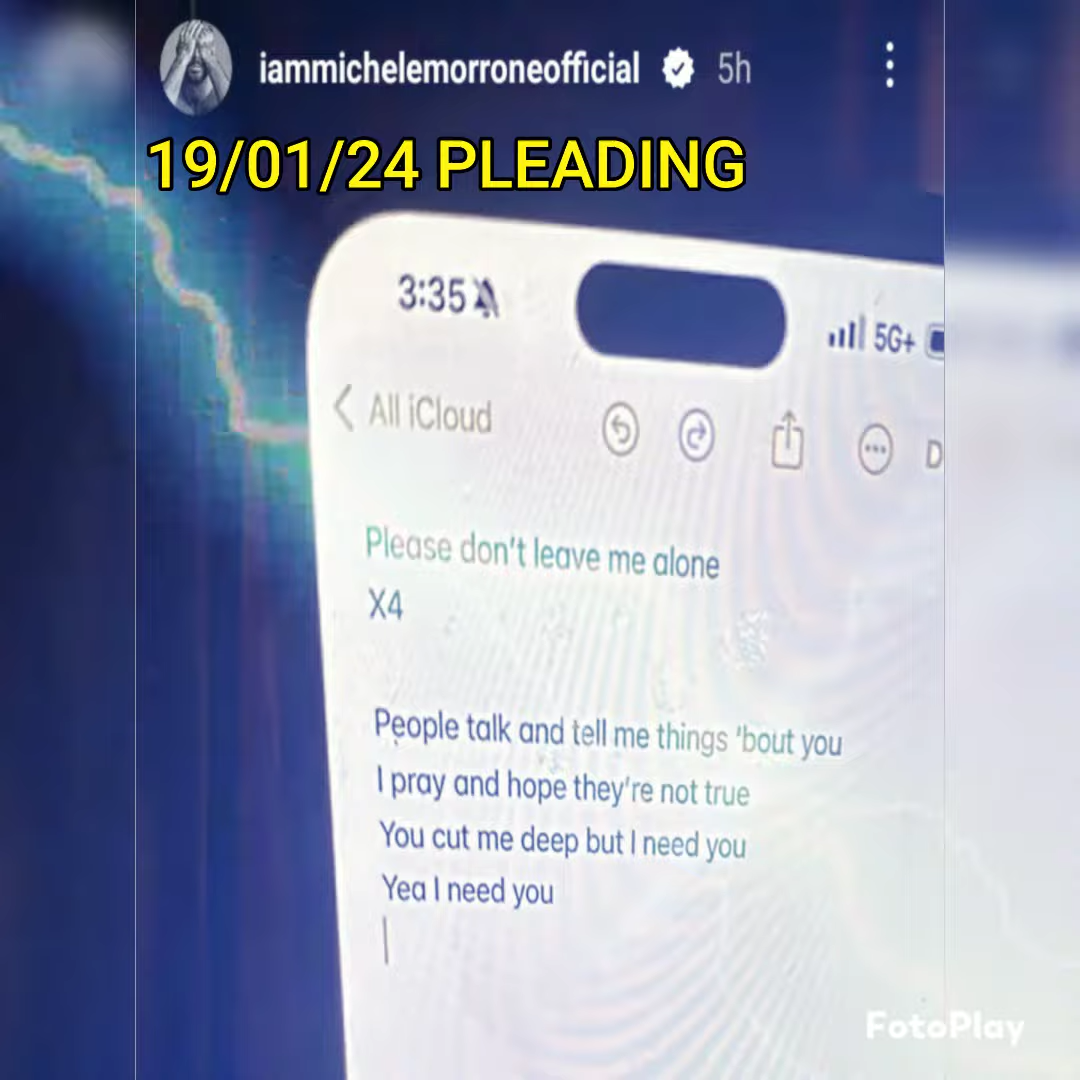 iammichelemorroneofficial 5h
19/01/24 PLEADING
3:35 5G+
All iCloud D
Please don't leave me alone
X4
People talk and tell me things 'bout you
I pray and hope they're not true
You cut me deep but I need you
Yea I need you
FotoPlay